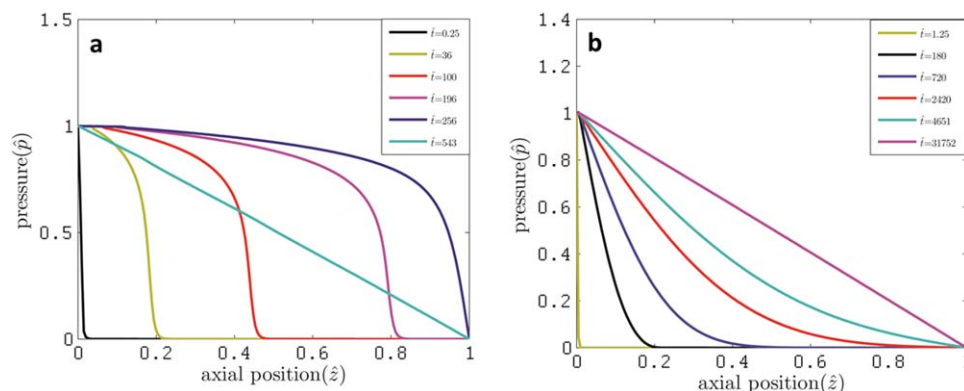 a
1.5
1
0.5
0
0 0.2 0.4 0.6 0.8 1
pressure(p̂)
axial position(ẑ)
t̂=0.25
t̂=36
t̂=100
t̂=196
t̂=256
t̂=543
b
1.4
1.2
1
0.8
0.6
0.4
0.2
0
0 0.2 0.4 0.6 0.8
pressure(p̂)
axial position(ẑ)
t̂=1.25
t̂=180
t̂=720
t̂=2420
t̂=4651
t̂=31752